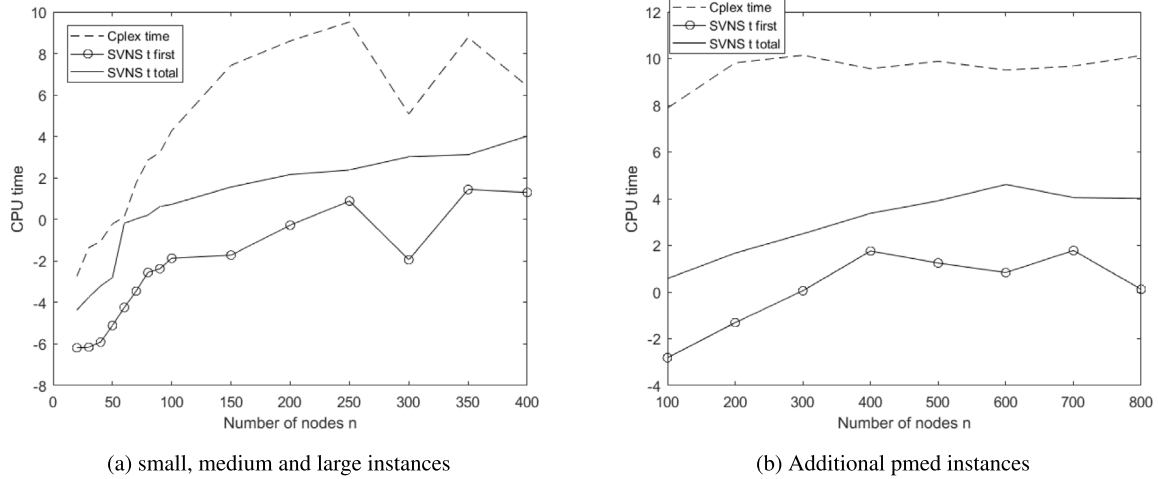 10
8
6
4
2
0
-2
-4
-6
-8
CPU time
Cplex time
SVNS t first
SVNS t total
0 50 100 150 200 250 300 350 400
Number of nodes n
(a) small, medium and large instances
12
10
8
6
4
2
0
-2
-4
CPU time
Cplex time
SVNS t first
SVNS t total
100 200 300 400 500 600 700 800
Number of nodes n
(b) Additional pmed instances